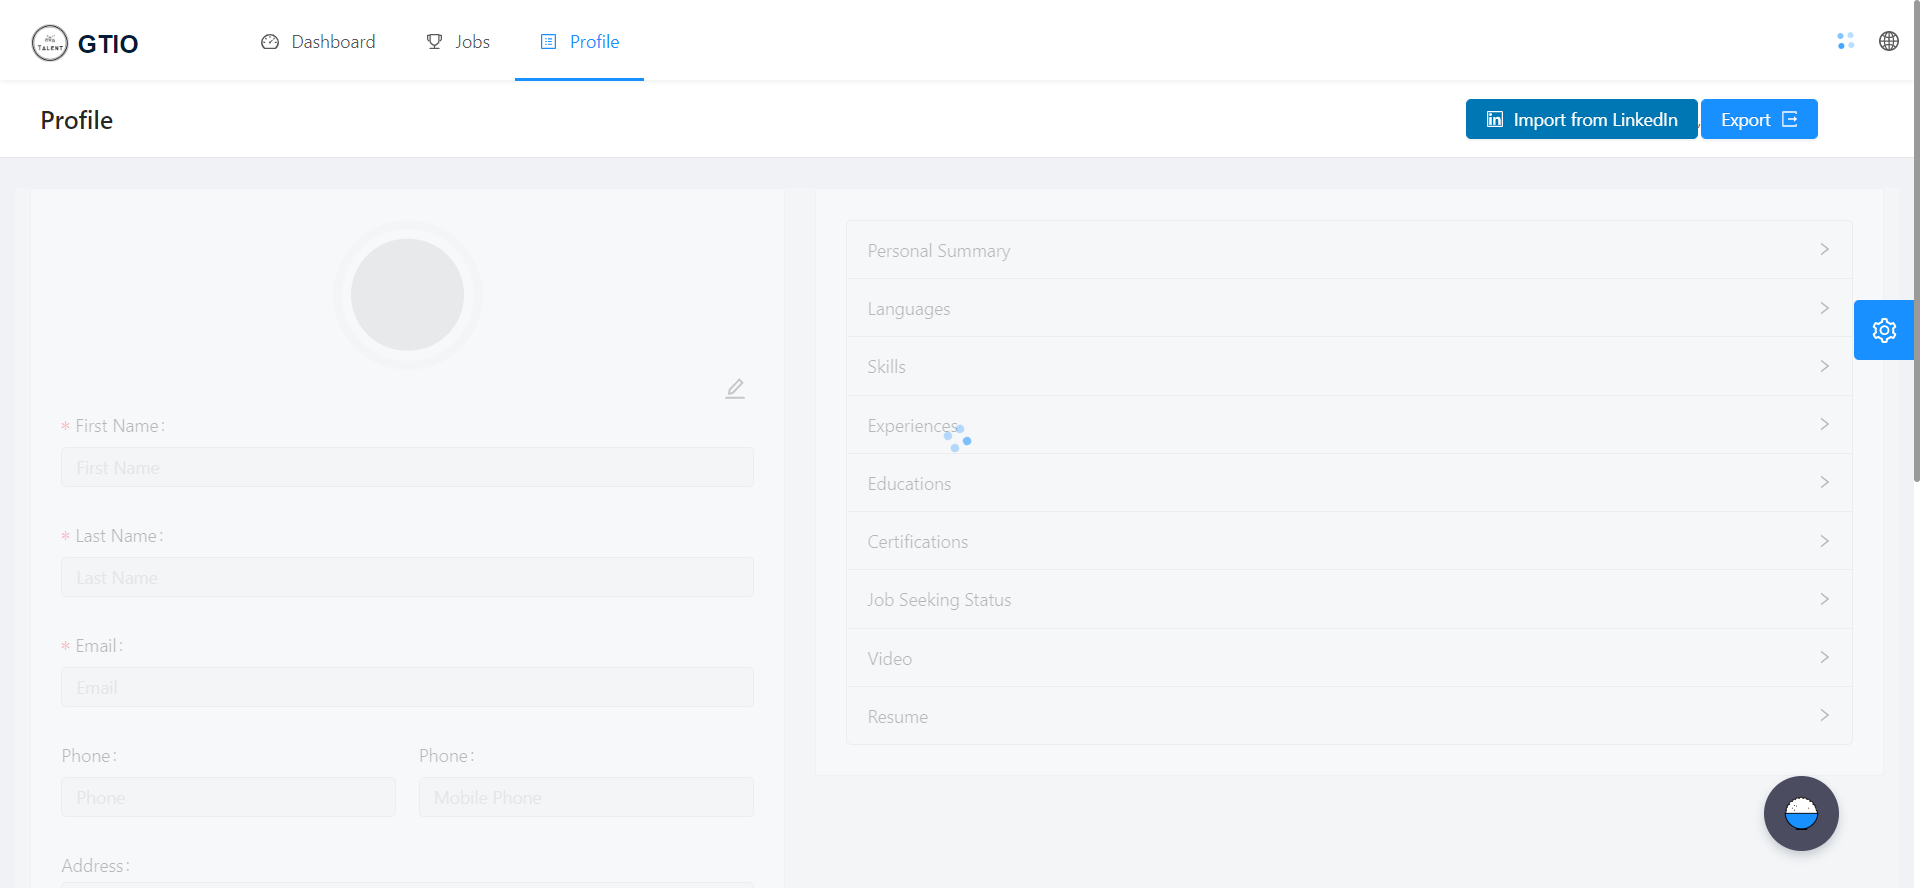 TALENT
GTIO
Dashboard
Jobs
Profile
Profile
Import from LinkedIn
Export
* First Name:
First Name
* Last Name:
Last Name
* Email:
Email
Phone:
Phone:
Phone
Mobile Phone
Address:
Personal Summary
Languages
Skills
Experiences
Educations
Certifications
Job Seeking Status
Video
Resume